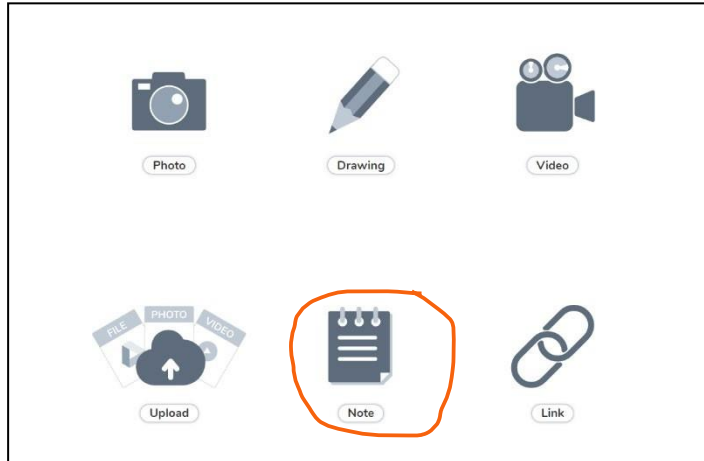 Photo
Drawing
Video
FILE
PHOTO
VIDEO
Upload
Note
Link